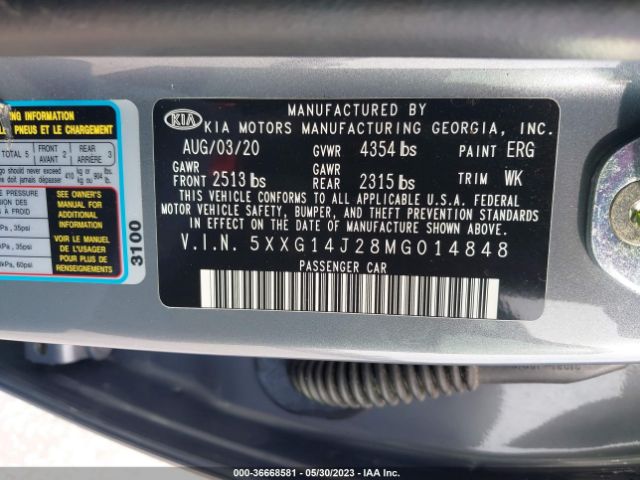 ING INFORMATION
PNEUS ET LE CHARGEMENT
TOTAL 5 FRONT AVANT 2 REAR ARRIÈRE 3
SEE OWNER'S
MANUAL FOR
ADDITIONAL
INFORMATION
VOIR LE MANUEL
DE L'USAGER
POUR PLUS DE
RENSEIGNEMENTS
PRESSURE
A FROID
35psi
35psi
60psi
3100
KIA
MANUFACTURED BY
KIA MOTORS MANUFACTURING GEORGIA, INC.
AUG/03/20 GVWR 4354 lbs PAINT ERG
GAWR FRONT 2513 lbs GAWR REAR 2315 lbs TRIM WK
THIS VEHICLE CONFORMS TO ALL APPLICABLE U.S.A. FEDERAL
MOTOR VEHICLE SAFETY, BUMPER, AND THEFT PREVENTION STANDARDS
IN EFFECT ON THE DATE OF MANUFACTURE SHOWN ABOVE.
V.I.N. 5XXG14J28MG014848
PASSENGER CAR
000-36668581 — 05/30/2023 — IAA Inc.